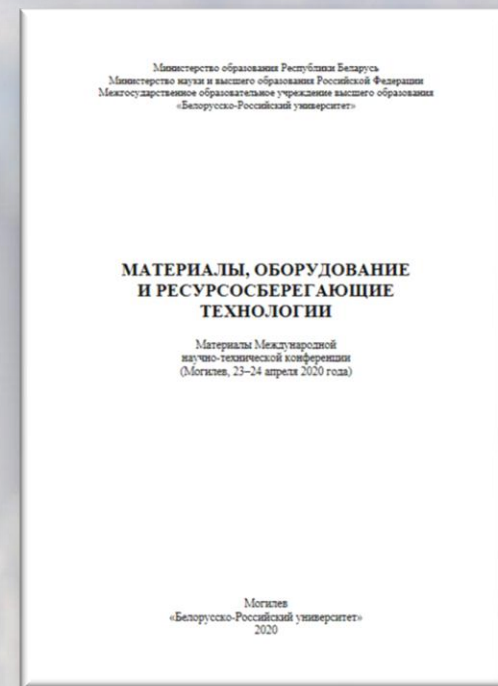 Министерство образования Республики Беларусь
Министерство науки и высшего образования Российской Федерации
Межгосударственное образовательное учреждение высшего образования
«Белорусско-Российский университет»
МАТЕРИАЛЫ, ОБОРУДОВАНИЕ
И РЕСУРСОСБЕРЕГАЮЩИЕ
ТЕХНОЛОГИИ
Материалы Международной
научно-технической конференции
(Могилев, 23–24 апреля 2020 года)
Могилев
«Белорусско-Российский университет»
2020